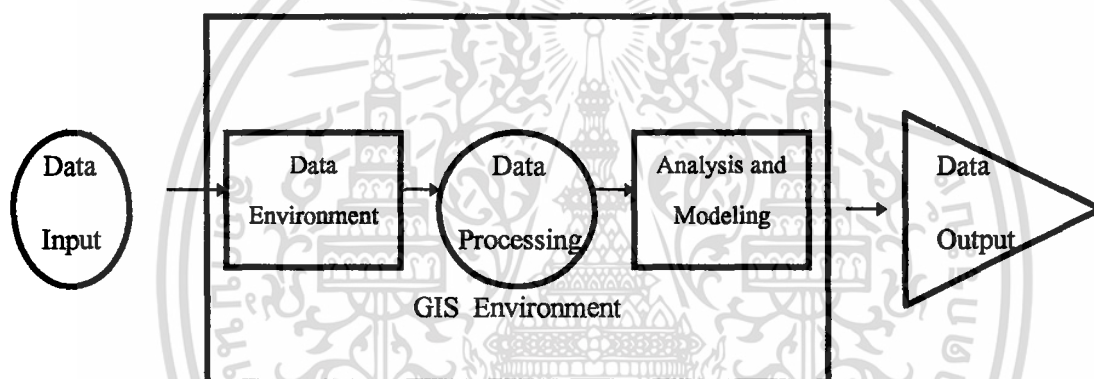 Data
Input
Data
Environment
Data
Processing
Analysis and
Modeling
Data
Output
GIS Environment